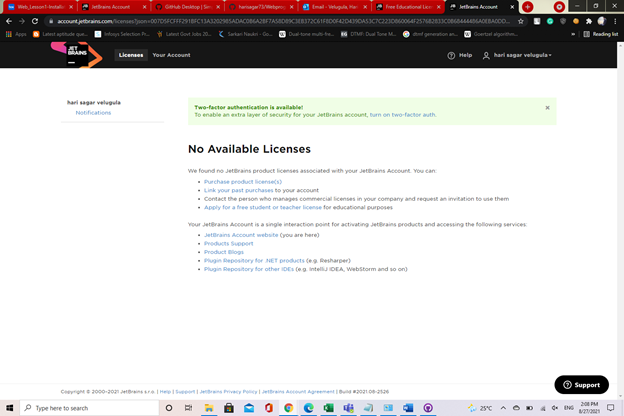 Web_Lesson1-Installa
JetBrains Account
GitHub Desktop | Sim
harisagar73/Webprog
Email - Velugula, Har
Free Educational Lice
JetBrains Account
Apps
Latest aptitude que...
Infosys Selection Pr...
Latest Govt Jobs 20...
Sarkari Naukri - Go...
Dual-tone multi-fre...
DTMF: Dual Tone M...
dtmf generation an...
Goertzel algorithm...
»
Reading list
JET
BRAINS
Licenses
Your Account
Help
hari sagar velugula
hari sagar velugula
Notifications
Two-factor authentication is available!
To enable an extra layer of security for your JetBrains account, turn on two-factor auth.
No Available Licenses
We found no JetBrains product licenses associated with your JetBrains Account. You can:
• Purchase product license(s)
• Link your past purchases to your account
• Contact the person who manages commercial licenses in your company and request an invitation to use them
• Apply for a free student or teacher license for educational purposes
Your JetBrains Account is a single interaction point for activating JetBrains products and accessing the following services:
• JetBrains Account website (you are here)
• Products Support
• Product Blogs
• Plugin Repository for .NET products (e.g. Resharper)
• Plugin Repository for other IDEs (e.g. IntelliJ IDEA, WebStorm and so on)
Support
Copyright © 2000–2021 JetBrains s.r.o. | Help | Support | JetBrains Privacy Policy | JetBrains Account Agreement | Build #2021.08-2526
Type here to search
25°C
ENG
2:08 PM
8/27/2021